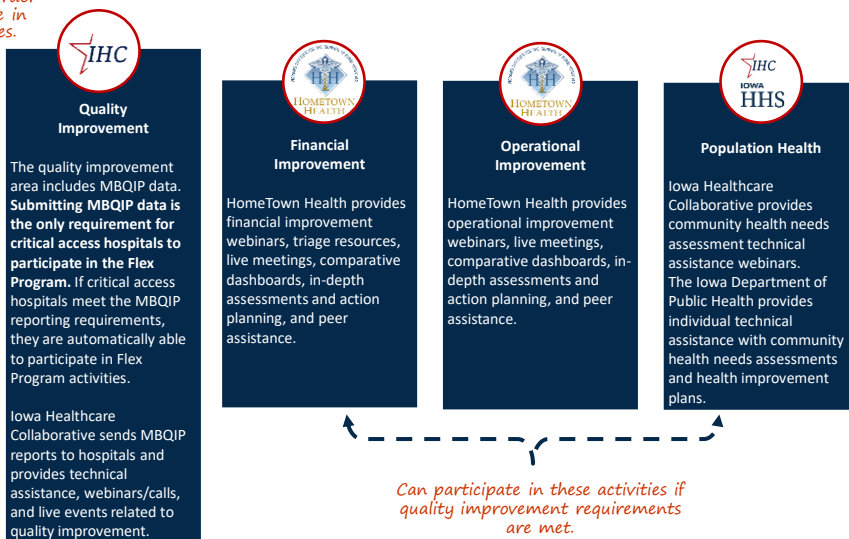 e in
es.
IHC
Quality
Improvement
The quality improvement
area includes MBQIP data.
Submitting MBQIP data is
the only requirement for
critical access hospitals to
participate in the Flex
Program. If critical access
hospitals meet the MBQIP
reporting requirements,
they are automatically able
to participate in Flex
Program activities.
Iowa Healthcare
Collaborative sends MBQIP
reports to hospitals and
provides technical
assistance, webinars/calls,
and live events related to
quality improvement.
HOMETOWN
HEALTH
Financial
Improvement
HomeTown Health provides
financial improvement
webinars, triage resources,
live meetings, comparative
dashboards, in-depth
assessments and action
planning, and peer
assistance.
HOMETOWN
HEALTH
Operational
Improvement
HomeTown Health provides
operational improvement
webinars, live meetings,
comparative dashboards, in-
depth assessments and
action planning, and peer
assistance.
IHC
IOWA
HHS
Population Health
Iowa Healthcare
Collaborative provides
community health needs
assessment technical
assistance webinars.
The Iowa Department of
Public Health provides
individual technical
assistance with community
health needs assessments
and health improvement
plans.
Can participate in these activities if
quality improvement requirements
are met.